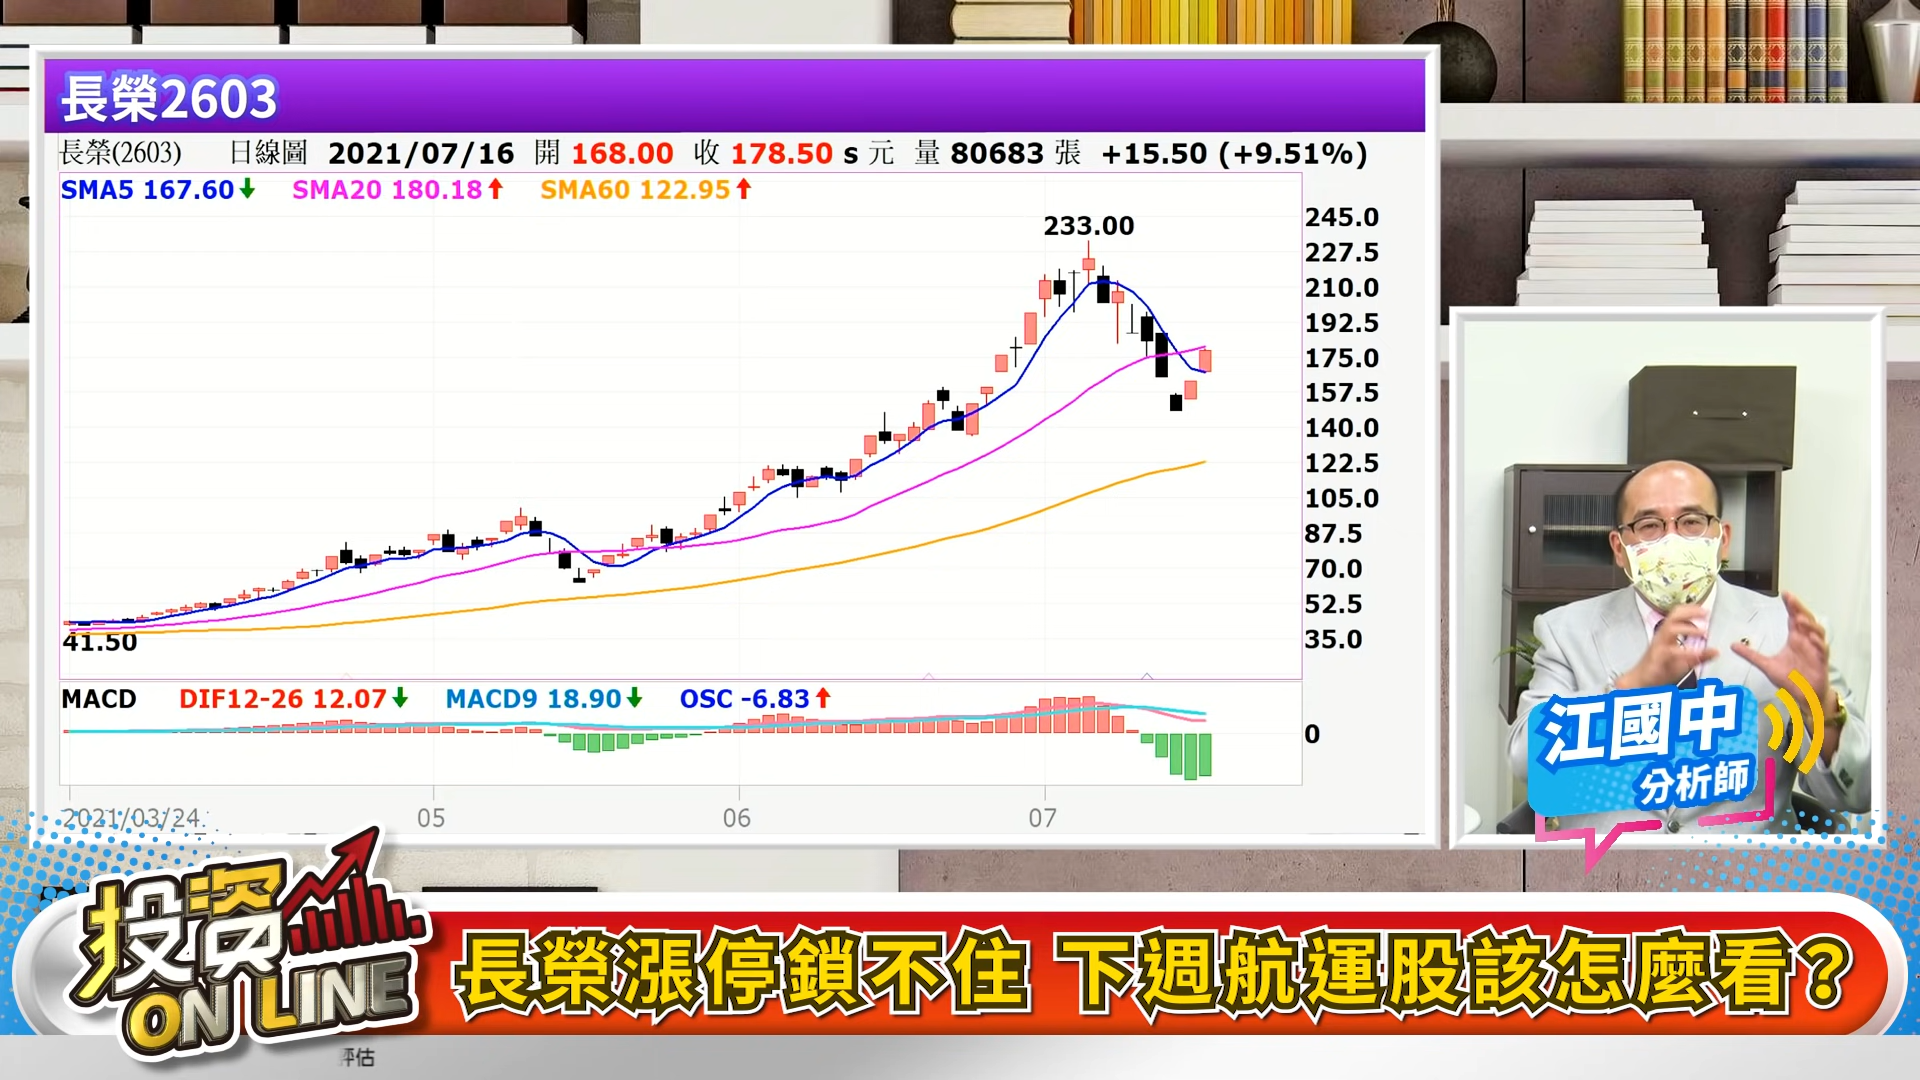 長榮2603
長榮(2603) 日線圖 2021/07/16 開 168.00 收 178.50 s 元 量 80683 張 +15.50 (+9.51%)
SMA5 167.60↓ SMA20 180.18↑ SMA60 122.95↑
233.00
245.0
227.5
210.0
192.5
175.0
157.5
140.0
122.5
105.0
87.5
70.0
52.5
35.0
41.50
MACD DIF12-26 12.07↓ MACD9 18.90↓ OSC -6.83↑
0
2021/03/24 05 06 07
江國中
分析師
投資
ON LINE
長榮漲停鎖不住 下週航運股該怎麼看?
評估